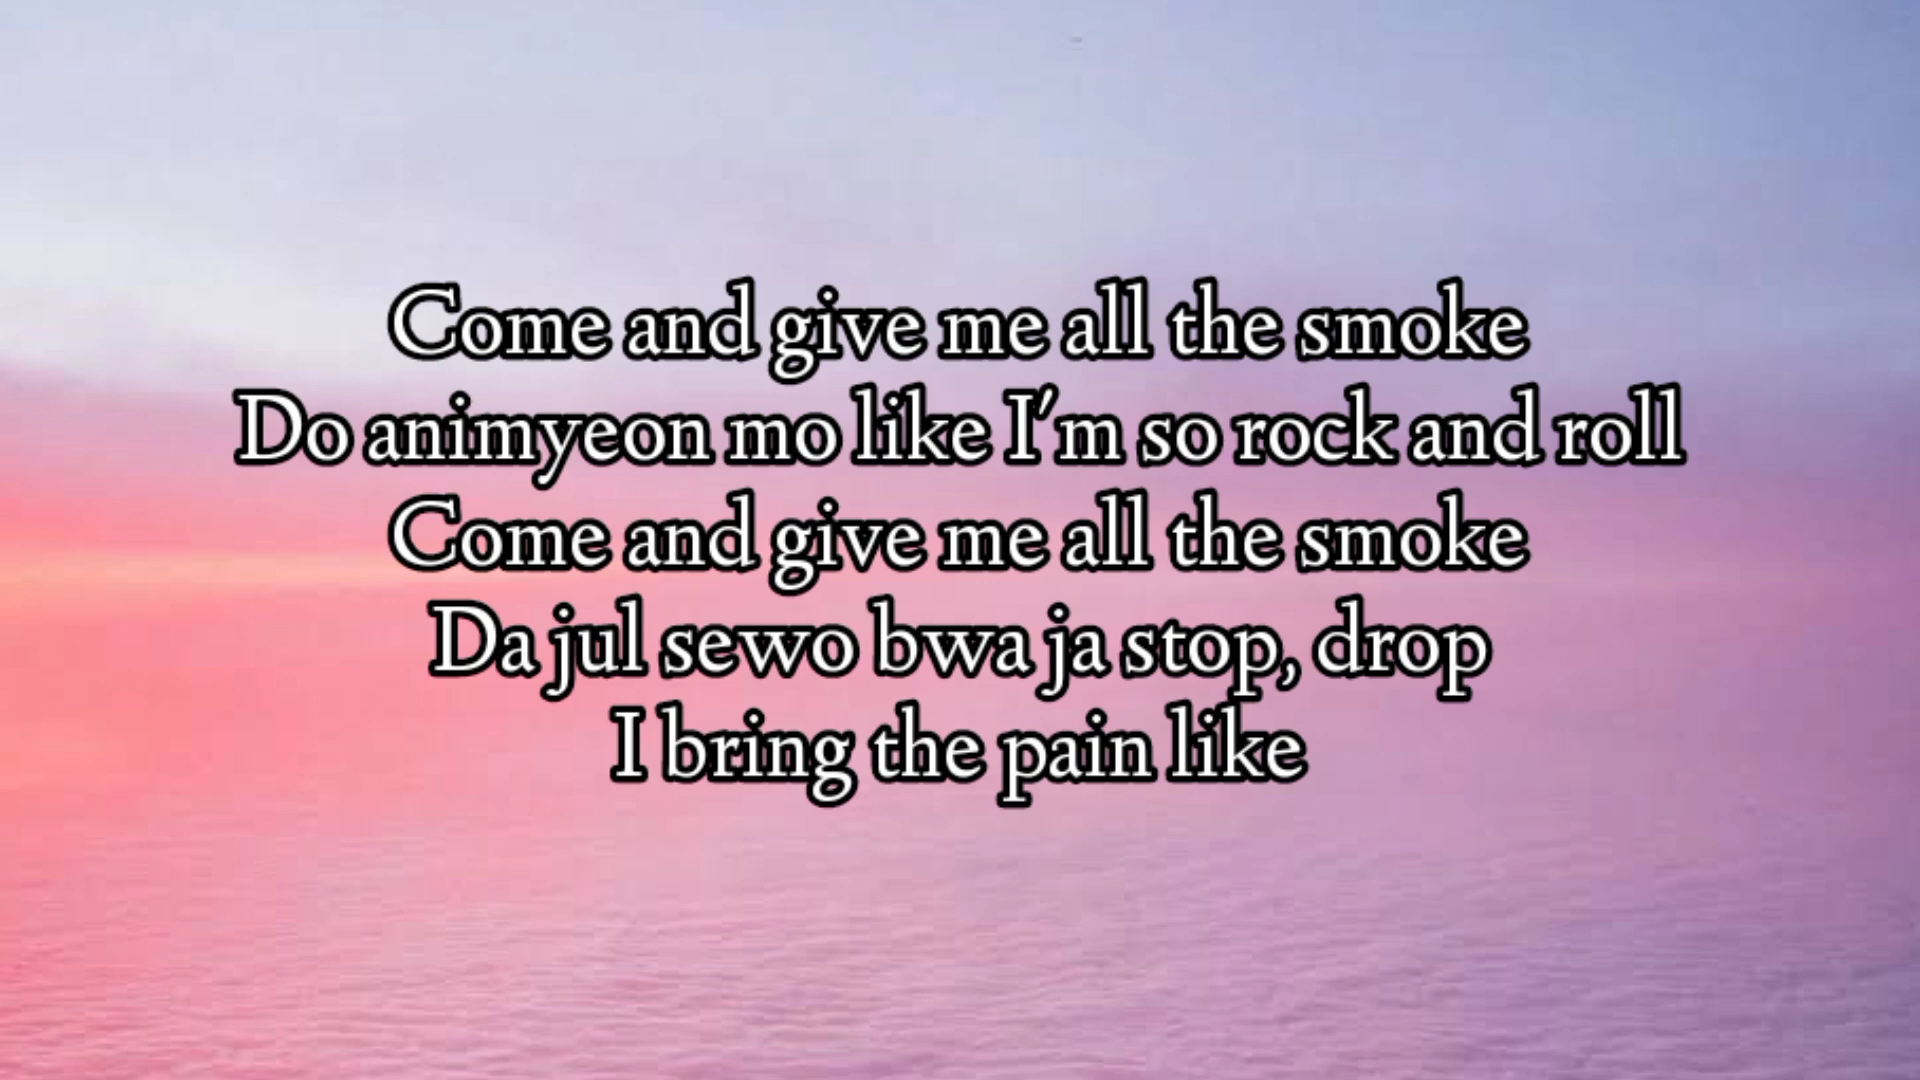 Come and give me all the smoke
Do animyeon mo like I'm so rock and roll
Come and give me all the smoke
Da jul sewo bwa ja stop, drop
I bring the pain like